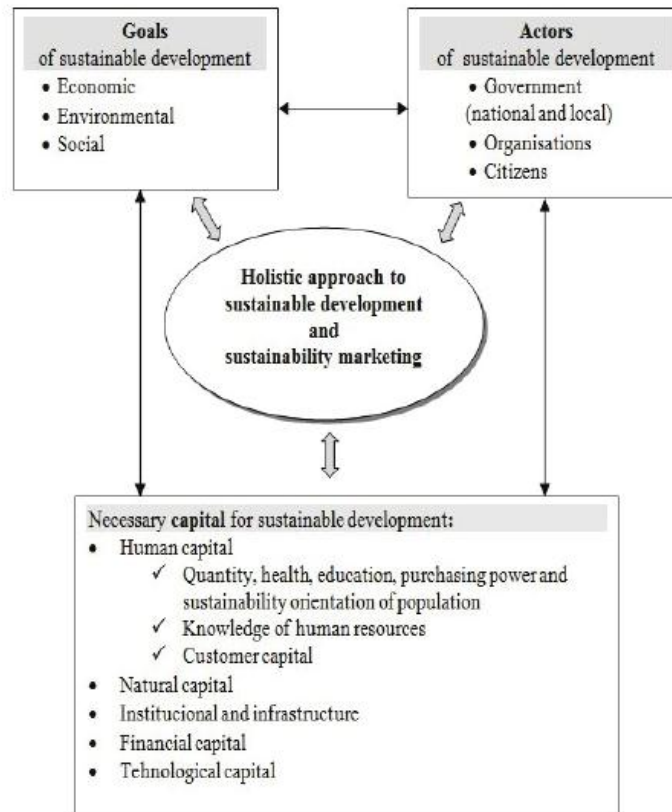 Goals
of sustainable development
• Economic
• Environmental
• Social
Actors
of sustainable development
• Government
(national and local)
• Organisations
• Citizens
Holistic approach to
sustainable development
and
sustainability marketing
Necessary capital for sustainable development:
• Human capital
✓ Quantity, health, education, purchasing power and
sustainability orientation of population
✓ Knowledge of human resources
✓ Customer capital
• Natural capital
• Institucional and infrastructure
• Financial capital
• Tehnological capital